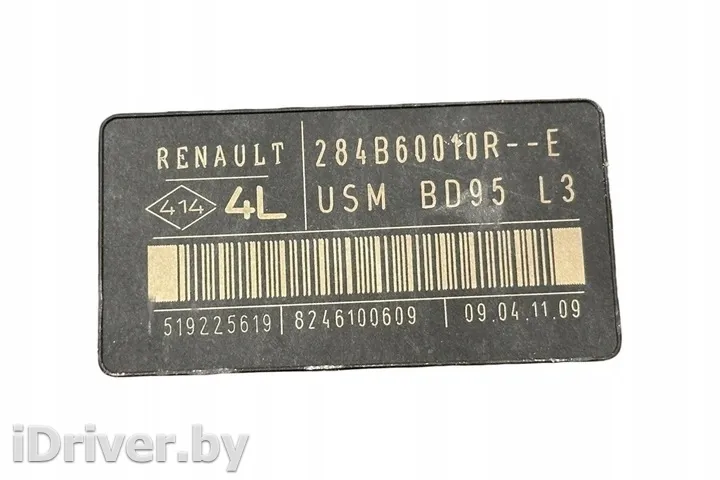 RENAULT 284B60010R--E
414 4L USM BD95 L3
519225619 8246100609 09.04.11.09
iDriver.by